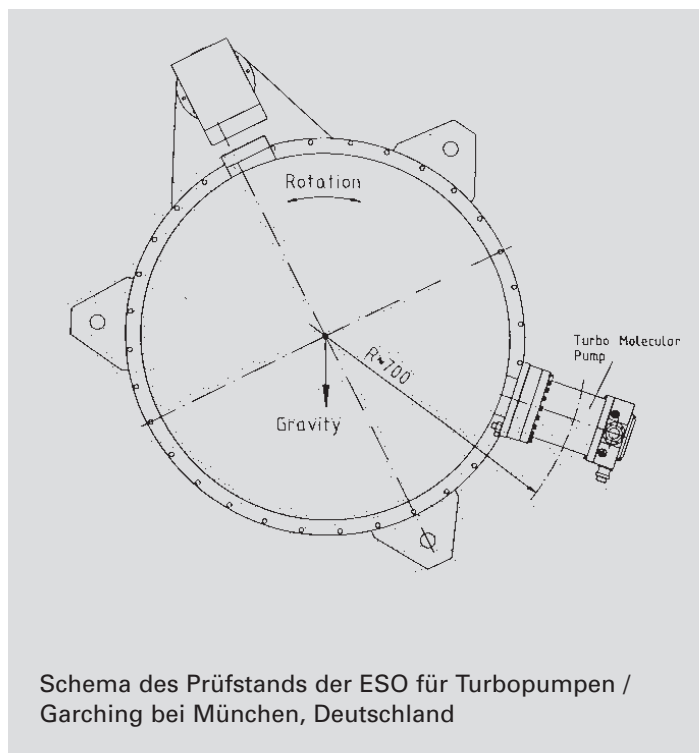 Rotation
Turbo Molecular
Pump
R≈700
Gravity
Schema des Prüfstands der ESO für Turbopumpen /
Garching bei München, Deutschland